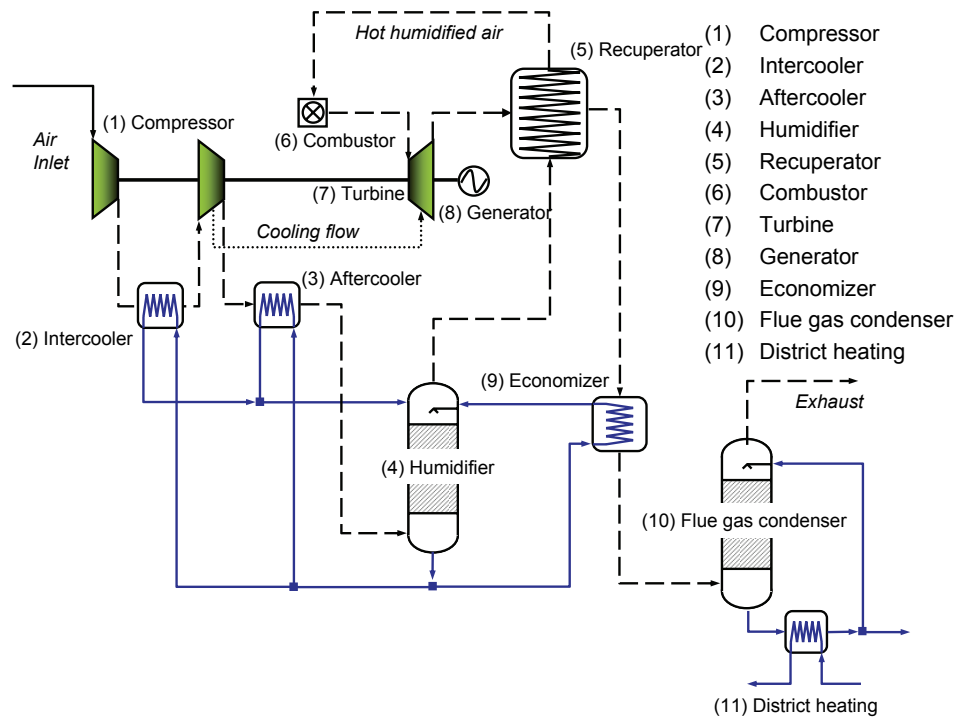 Hot humidified air
(5) Recuperator
Air
Inlet
(1) Compressor
(6) Combustor
(7) Turbine
(8) Generator
Cooling flow
(3) Aftercooler
(2) Intercooler
(9) Economizer
(4) Humidifier
Exhaust
(10) Flue gas condenser
(11) District heating
(1) Compressor
(2) Intercooler
(3) Aftercooler
(4) Humidifier
(5) Recuperator
(6) Combustor
(7) Turbine
(8) Generator
(9) Economizer
(10) Flue gas condenser
(11) District heating